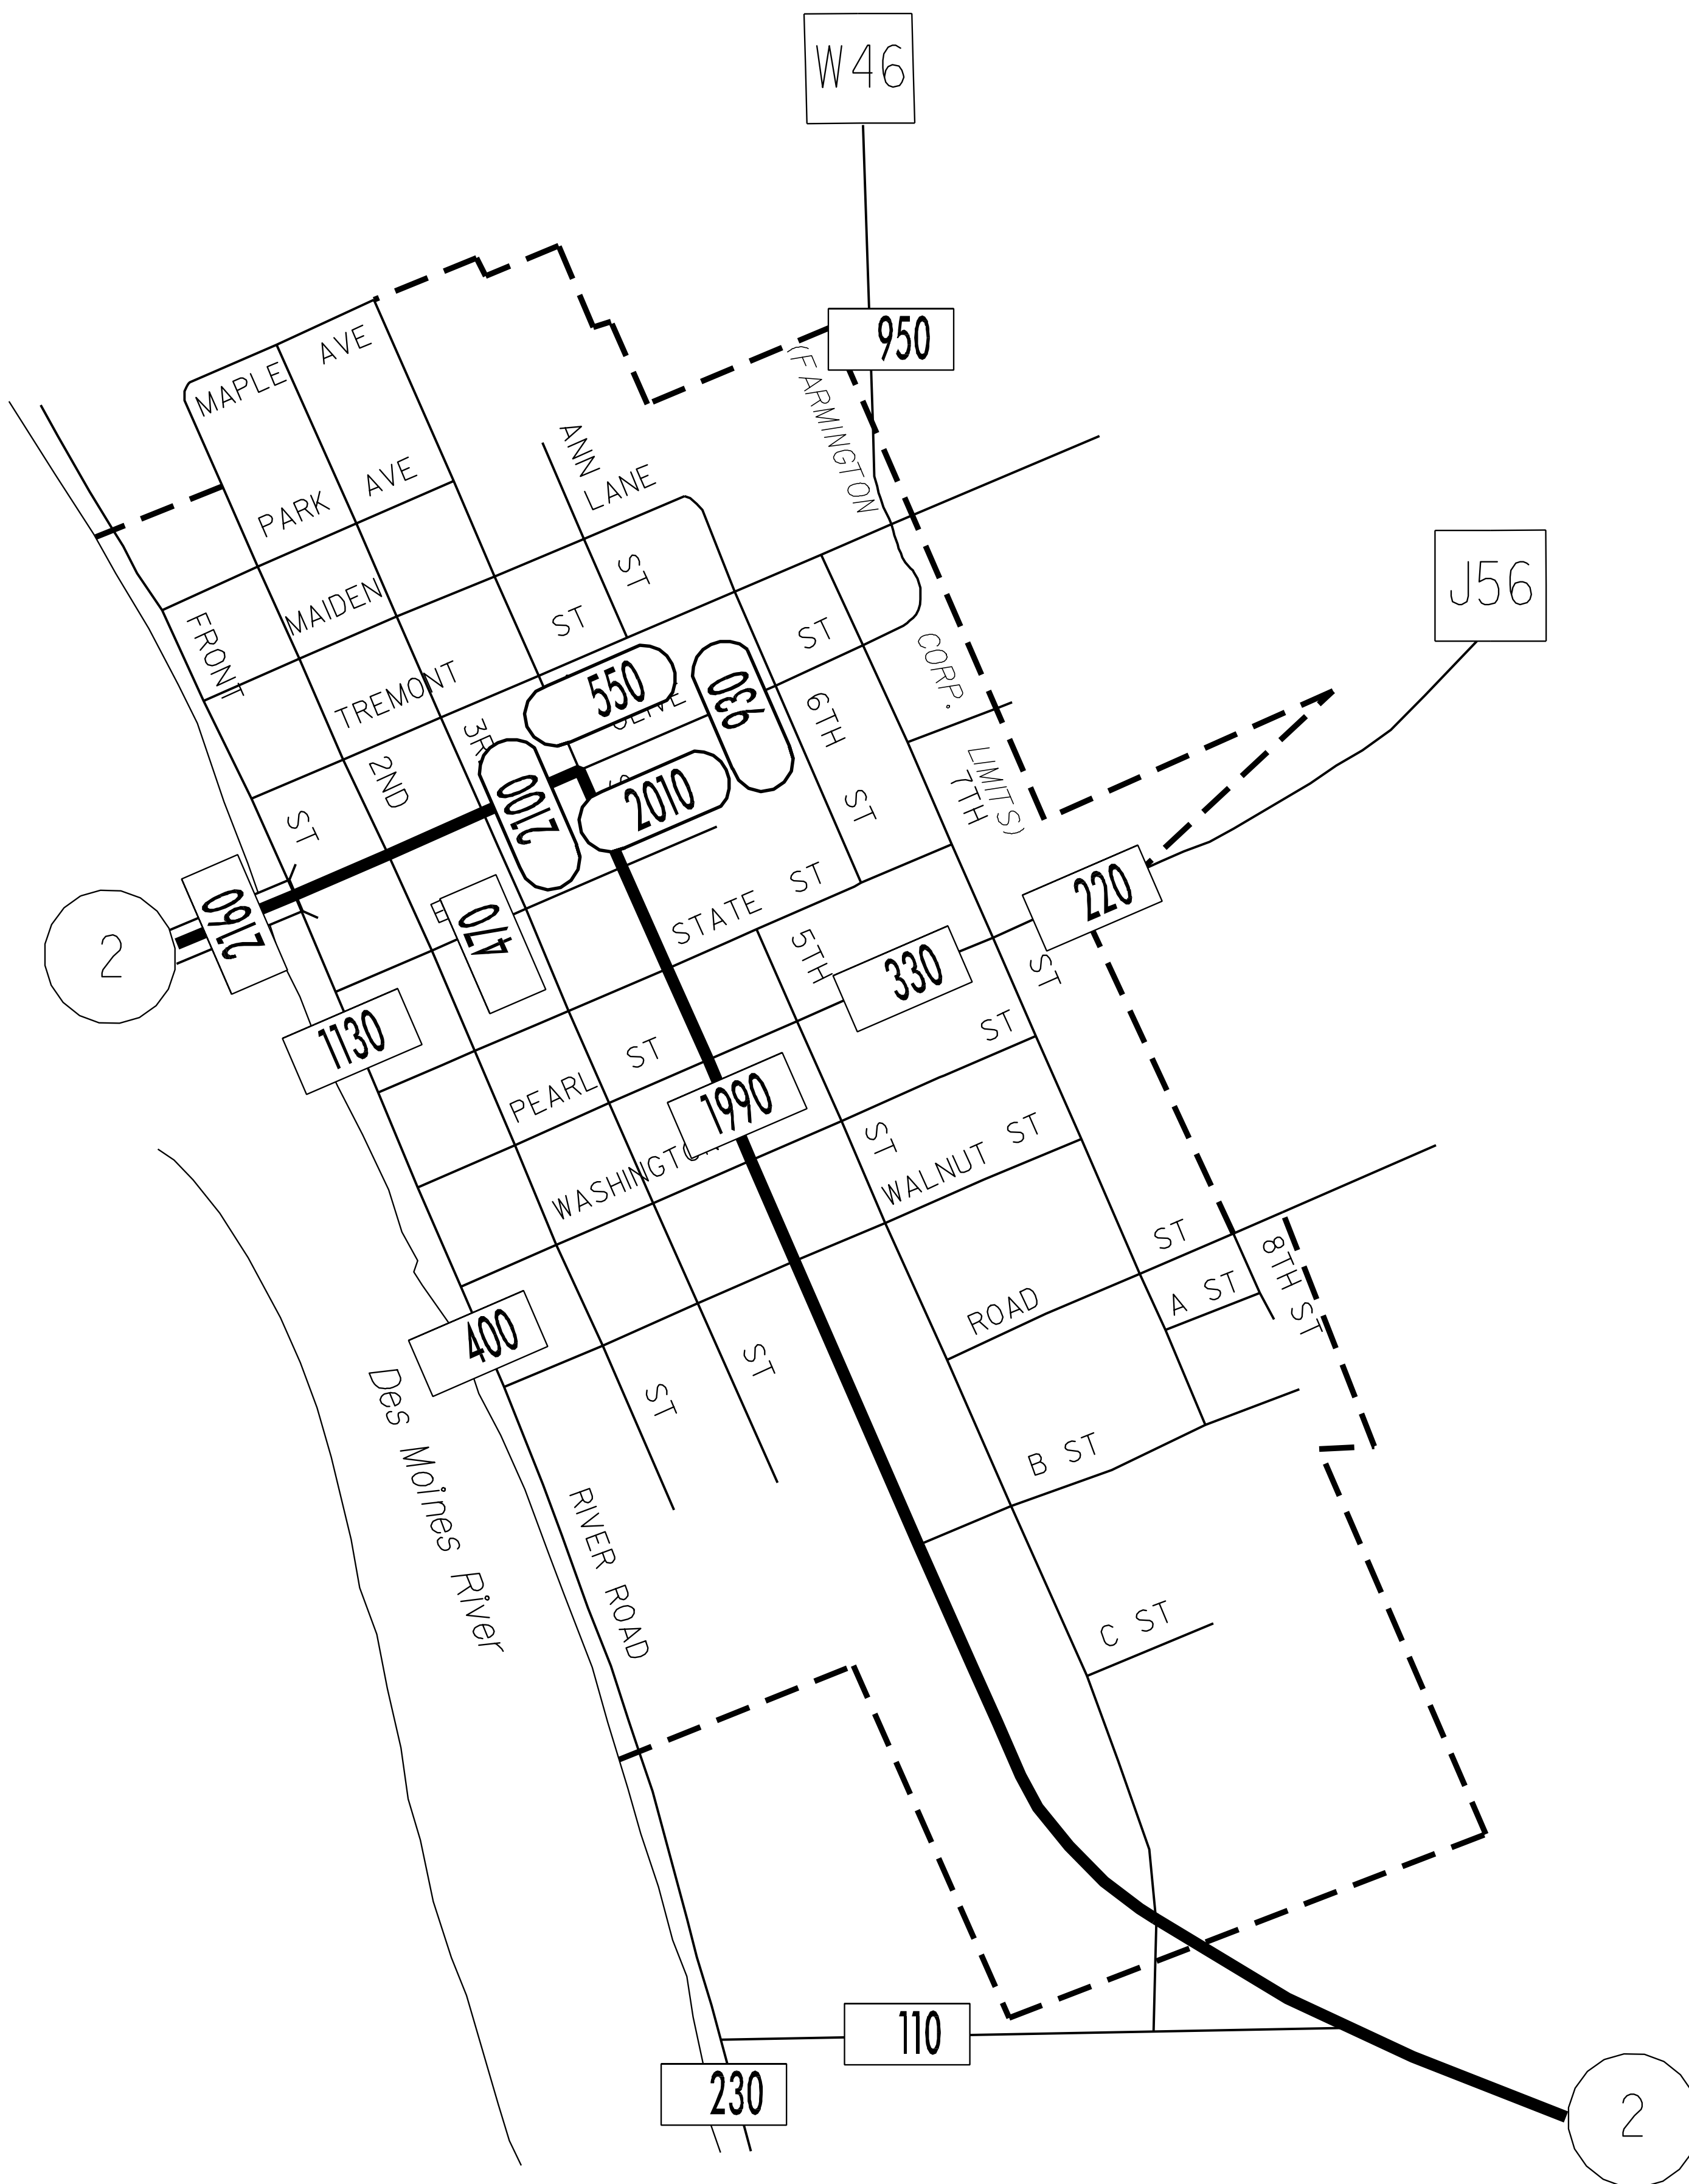 W46
950
(FARMINGTON
CORP.
LIMITS)
J56
MAPLE AVE
PARK AVE
ANN
LANE
ST
MAIDEN
ST
FRONT
ST
TREMONT
ST
2ND
550
930
2100
2010
6TH
ST
7TH
ST
2
2160
470
STATE ST
220
330
5TH
ST
1130
PEARL ST
1990
ST
WALNUT ST
ST
A ST
8TH ST
ROAD
400
ST
ST
B ST
Des Moines River
RIVER ROAD
C ST
110
230
2